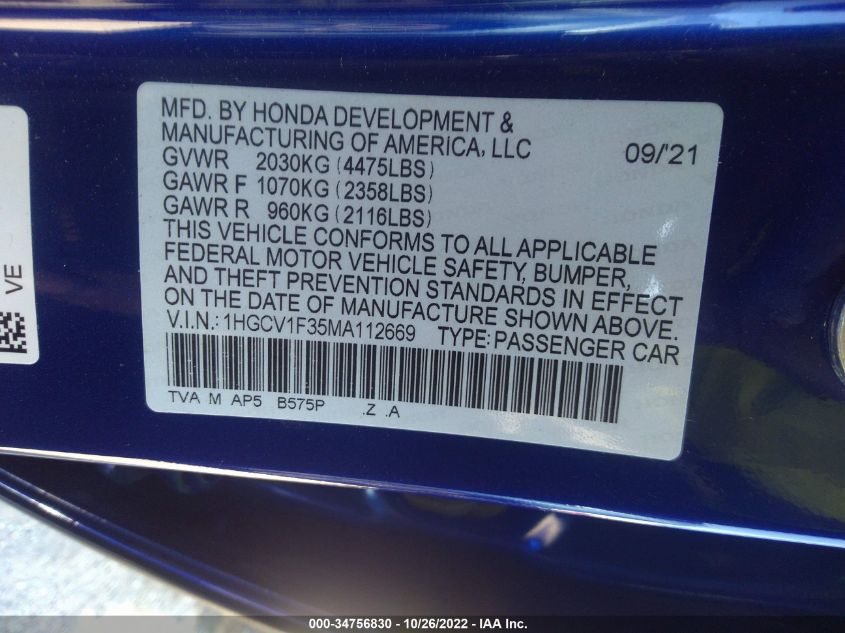 MFD. BY HONDA DEVELOPMENT &
MANUFACTURING OF AMERICA, LLC 09/'21
GVWR 2030KG (4475LBS)
GAWR F 1070KG (2358LBS)
GAWR R 960KG (2116LBS)
THIS VEHICLE CONFORMS TO ALL APPLICABLE
FEDERAL MOTOR VEHICLE SAFETY, BUMPER,
AND THEFT PREVENTION STANDARDS IN EFFECT
ON THE DATE OF MANUFACTURE SHOWN ABOVE.
V.I.N.: 1HGCV1F35MA112669 TYPE: PASSENGER CAR
TVA M AP5 B575P .Z .A
VE
000-34756830 - 10/26/2022 - IAA Inc.